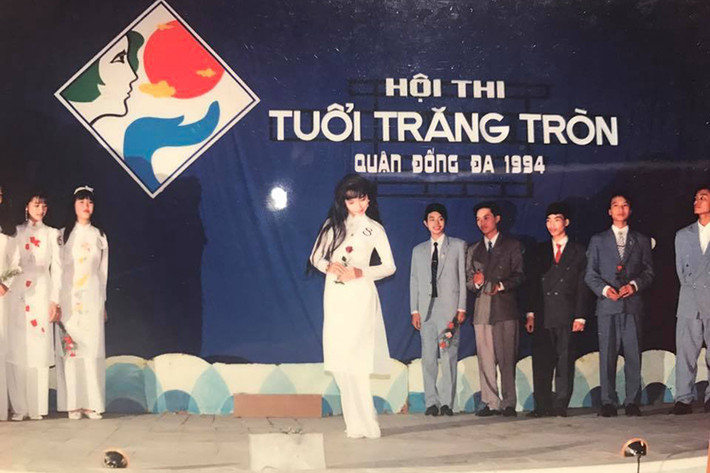 HỘI THI
TUỔI TRĂNG TRÒN
QUẬN ĐỐNG ĐA 1994